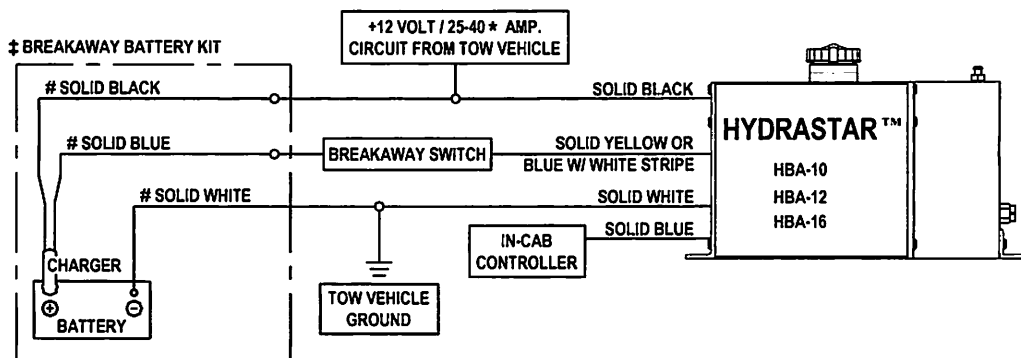 +12 VOLT / 25-40 * AMP.
CIRCUIT FROM TOW VEHICLE
‡ BREAKAWAY BATTERY KIT
# SOLID BLACK
SOLID BLACK
HYDRASTAR™
# SOLID BLUE
BREAKAWAY SWITCH
SOLID YELLOW OR
BLUE W/ WHITE STRIPE
HBA-10
HBA-12
HBA-16
# SOLID WHITE
SOLID WHITE
SOLID BLUE
IN-CAB
CONTROLLER
CHARGER
+ −
BATTERY
TOW VEHICLE
GROUND